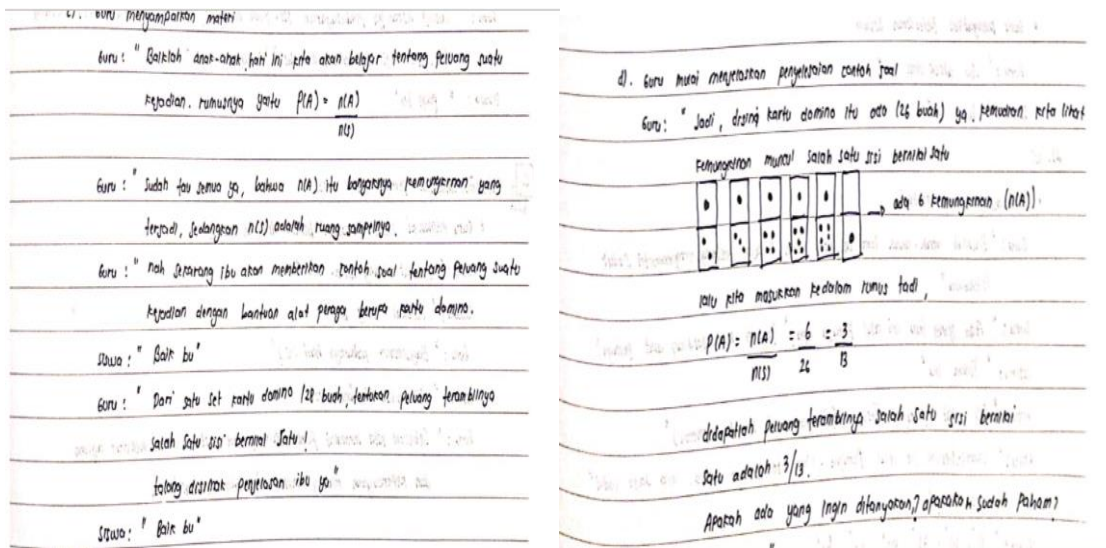 c). Guru menyampaikan materi
Guru : " Baiklah anak-anak hari ini kita akan belajar tentang Peluang suatu
kejadian. rumusnya yaitu P(A) = n(A)
n(s)
Guru : " Sudah tau semua ya, bahwa n(A) itu banyaknya kemungkinan yang
terjadi, sedangkan n(s) adalah ruang sampelnya.
Guru : " nah sekarang ibu akan memberikan contoh soal tentang peluang suatu
kejadian dengan bantuan alat peraga, berupa kartu domino.
Siswa : " Baik bu"
Guru : " Dari satu set kartu domino (28 buah, tentukan peluang terambilnya
salah satu sisi bernilai satu !
tolong disimak penjelasan ibu ya"
Siswa : " Baik bu"
d). Guru mulai menjelaskan penyelesaian contoh soal
Guru : " Jadi, disini kartu domino itu ada (26 buah) ya, kemudian kita lihat
kemungkinan muncul salah satu sisi bernilai satu
→ ada 6 kemungkinan (n(A)).
lalu kita masukkan kedalam rumus tadi,
P(A) = n(A) = 6 = 3
n(s) 26 13
didapatlah peluang terambilnya salah satu sisi bernilai
satu adalah 3/13.
Apakah ada yang ingin ditanyakan, apakah sudah paham?